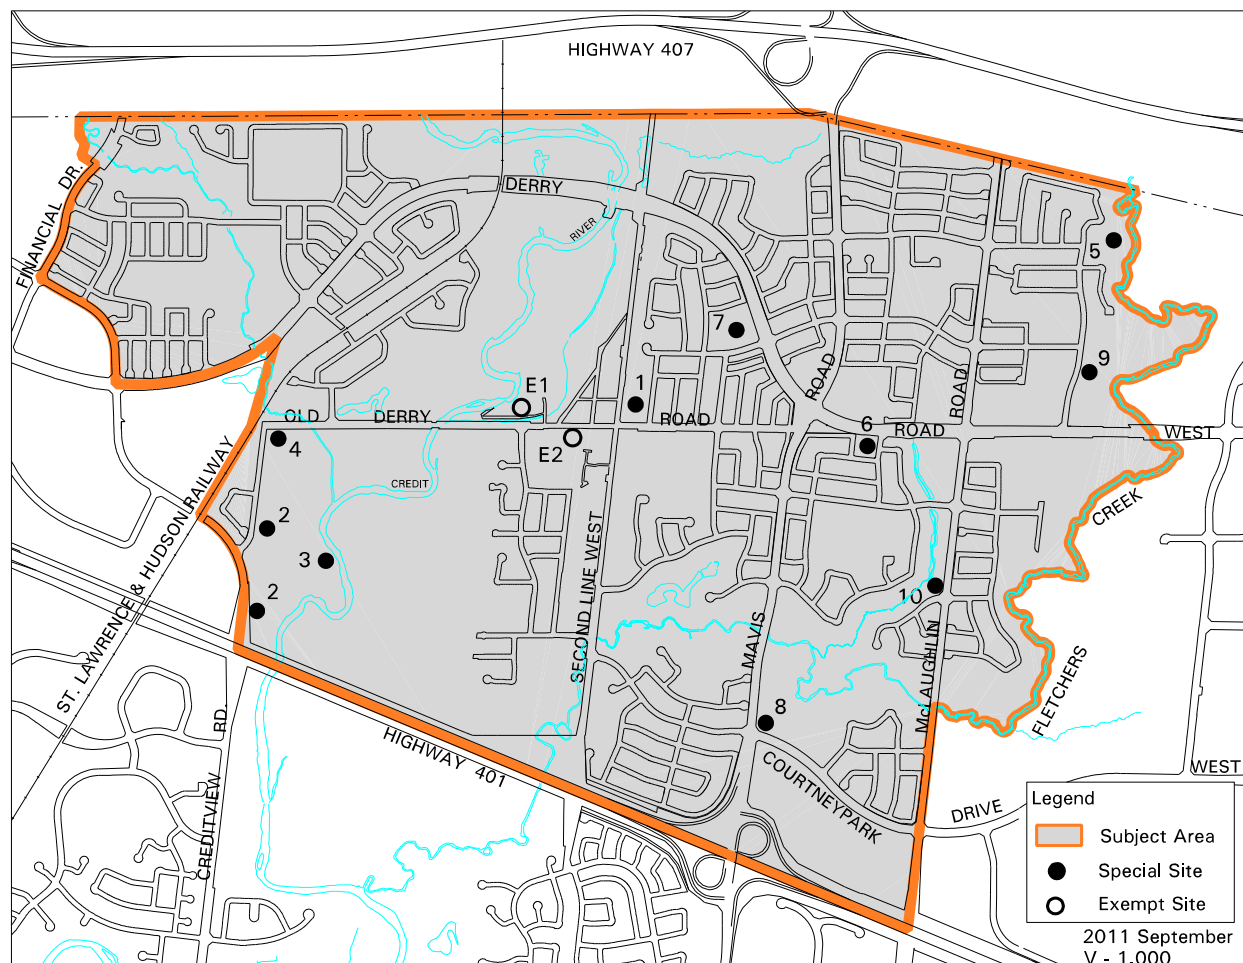 HIGHWAY 407
FINANCIAL DR.
DERRY
RIVER
5
7
ROAD
9
E1
1
ROAD
OLD DERRY ROAD
6
ROAD
WEST
4
E2
CREDIT
ST. LAWRENCE & HUDSON RAILWAY
2
CREEK
3
SECOND LINE WEST
10
2
MAVIS
McLAUGHLIN
FLETCHERS
RD.
8
HIGHWAY 401
COURTNEYPARK
WEST
CREDITVIEW
DRIVE
Legend
Subject Area
Special Site
Exempt Site
2011 September
V - 1.000